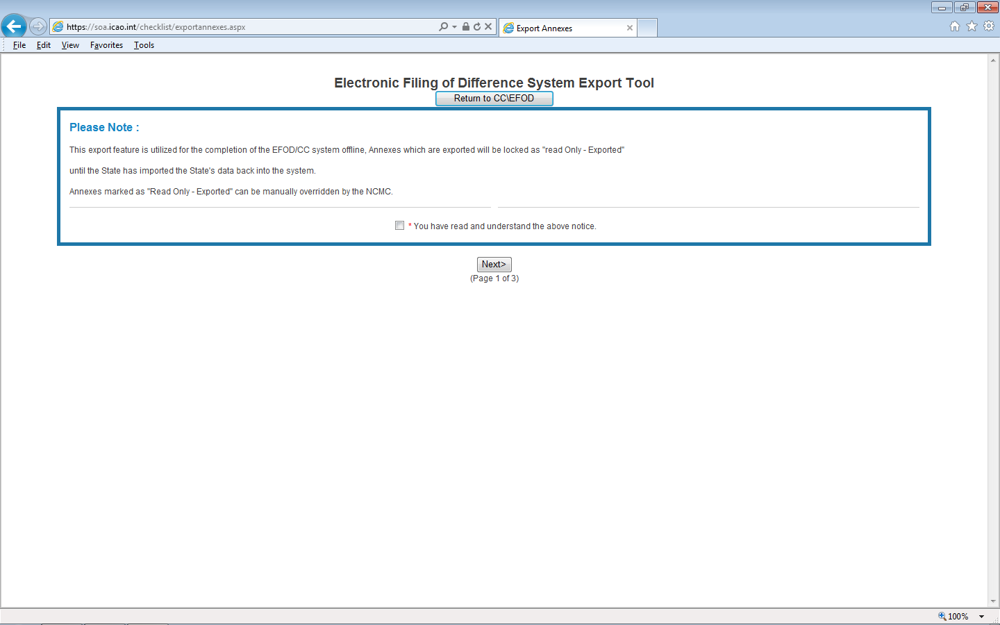 https://soa.icao.int/checklist/exportannexes.aspx
Export Annexes
File Edit View Favorites Tools
Electronic Filing of Difference System Export Tool
Return to CC\EFOD
Please Note :
This export feature is utilized for the completion of the EFOD/CC system offline, Annexes which are exported will be locked as "read Only - Exported"
until the State has imported the State's data back into the system.
Annexes marked as "Read Only - Exported" can be manually overridden by the NCMC.
* You have read and understand the above notice.
Next>
(Page 1 of 3)
100%